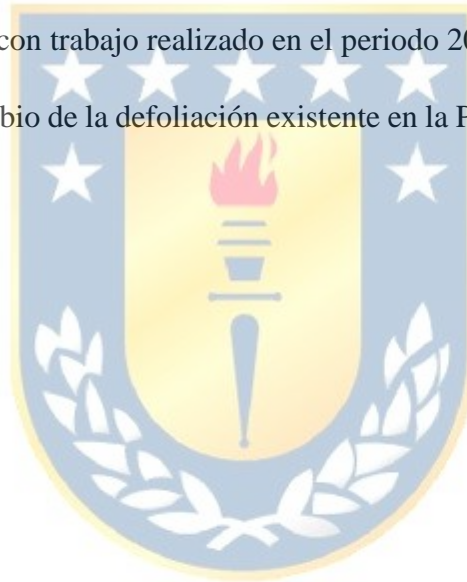 con trabajo realizado en el periodo 20
bio de la defoliación existente en la P